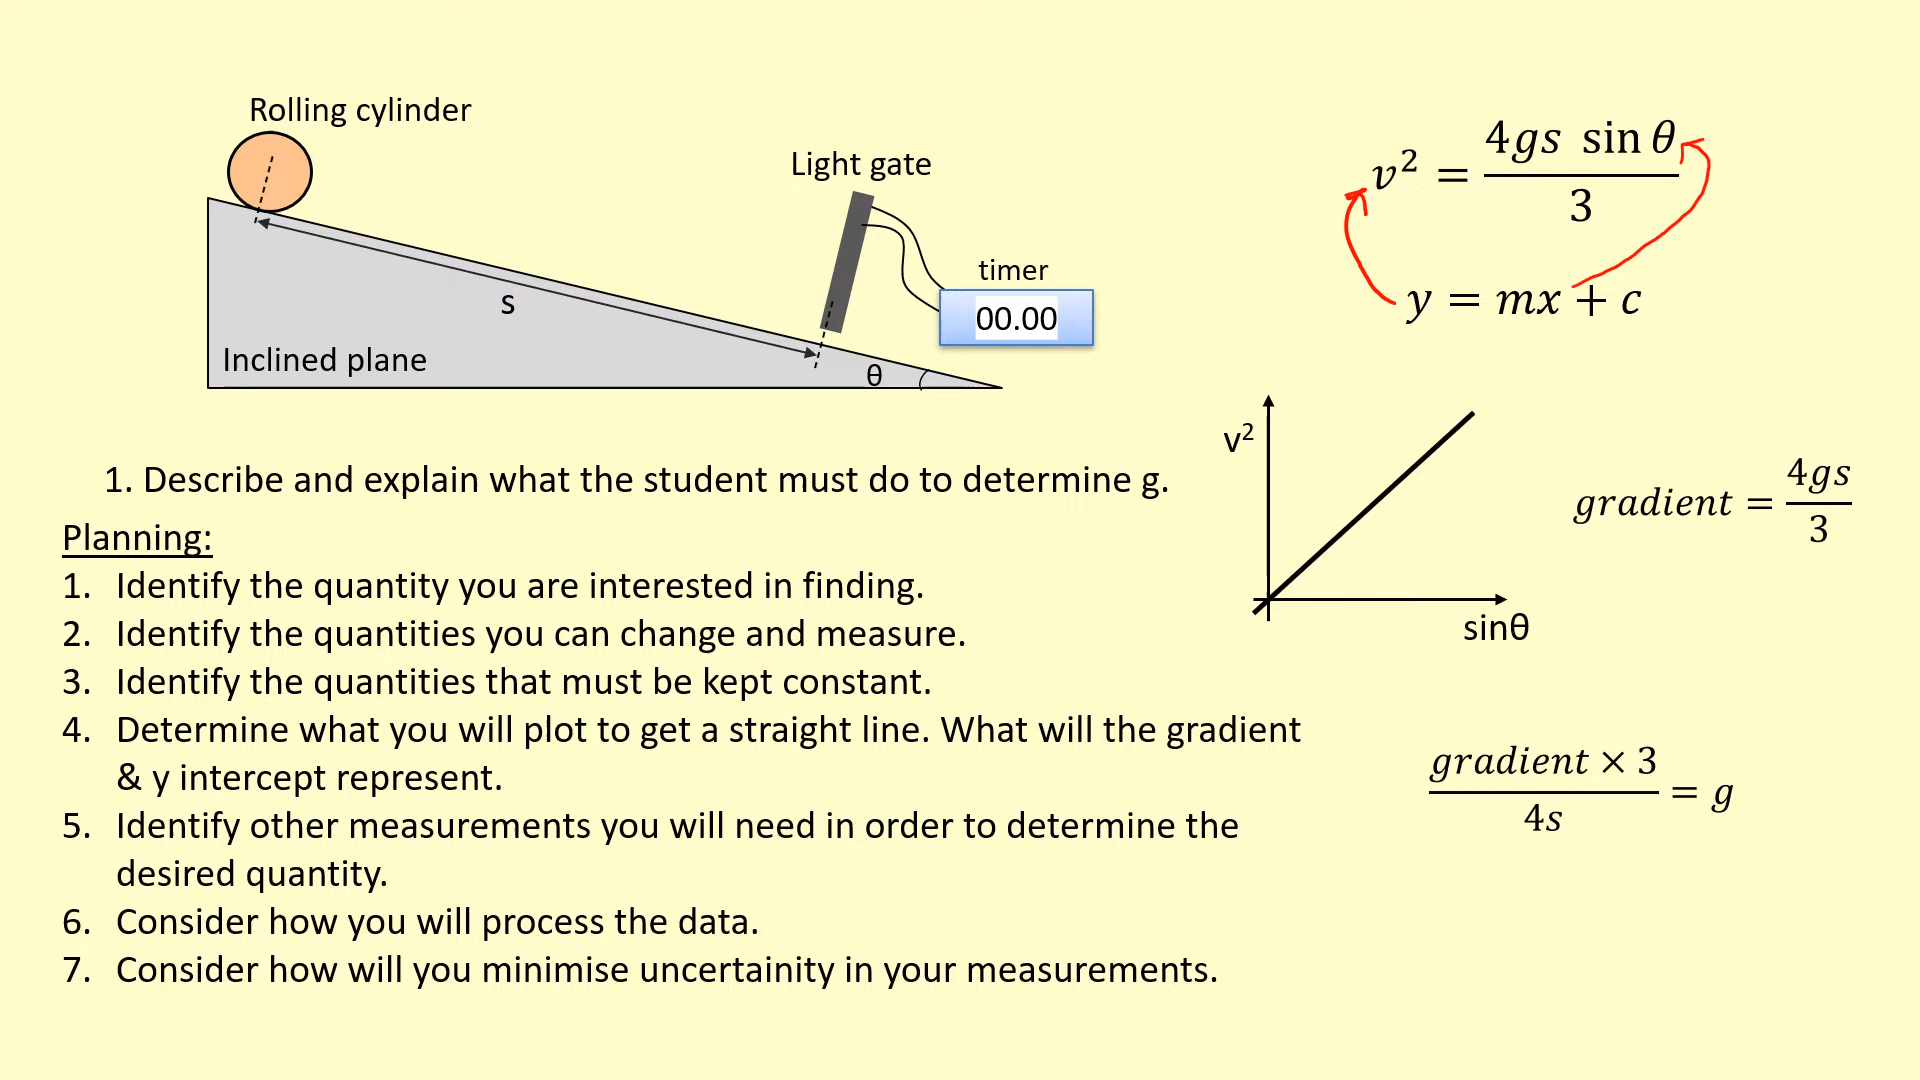 Rolling cylinder
Light gate
timer
00.00
s
Inclined plane
θ
v² = 4gs sin θ / 3
y = mx + c
v²
sinθ
gradient = 4gs / 3
gradient × 3 / 4s = g
1. Describe and explain what the student must do to determine g.
Planning:
1. Identify the quantity you are interested in finding.
2. Identify the quantities you can change and measure.
3. Identify the quantities that must be kept constant.
4. Determine what you will plot to get a straight line. What will the gradient
& y intercept represent.
5. Identify other measurements you will need in order to determine the
desired quantity.
6. Consider how you will process the data.
7. Consider how will you minimise uncertainity in your measurements.